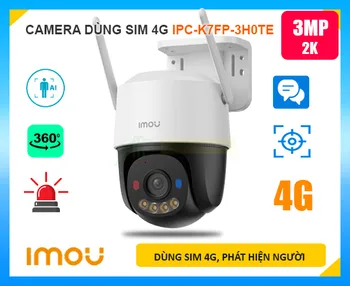 CAMERA DÙNG SIM 4G IPC-K7FP-3H0TE
3MP
2K
AI
imou
360°
4G
imou
DÙNG SIM 4G, PHÁT HIỆN NGƯỜI